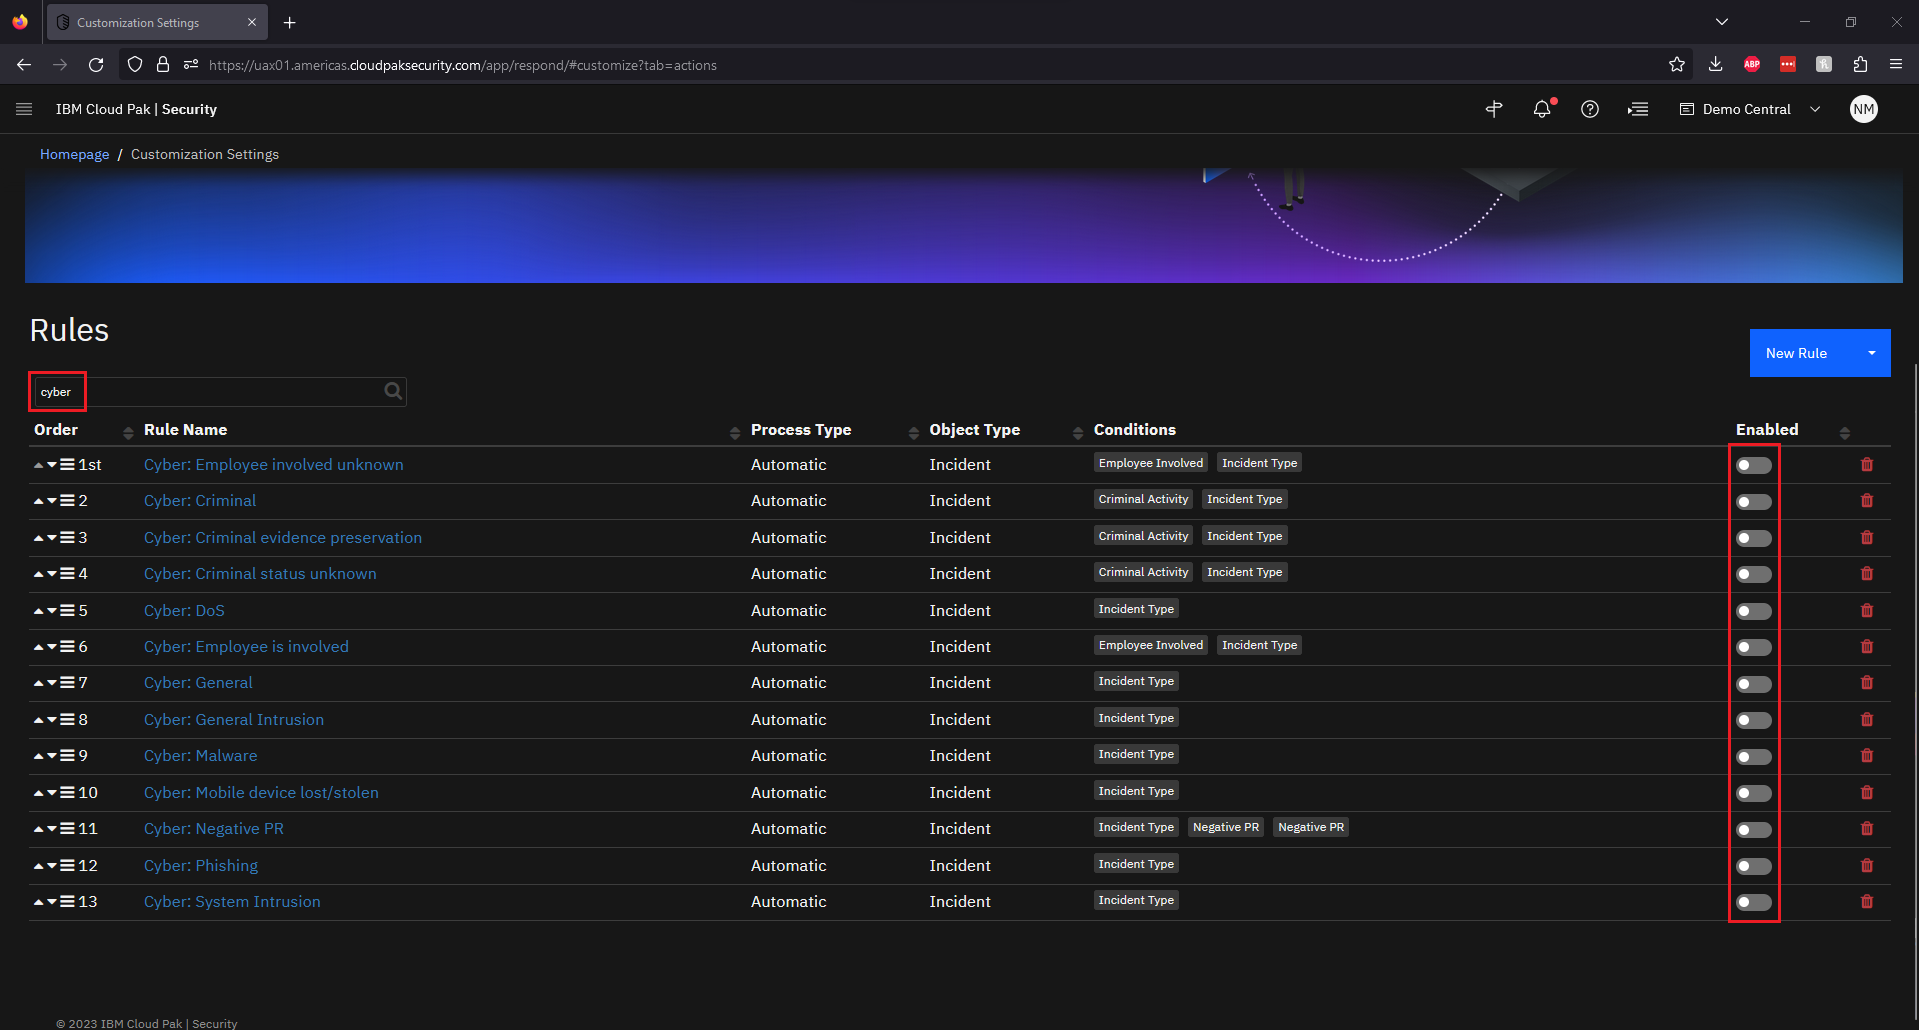 Customization Settings
https://uax01.americas.cloudpaksecurity.com/app/respond/#customize?tab=actions
ABP
IBM Cloud Pak | Security
Demo Central
NM
Homepage / Customization Settings
Rules
New Rule
cyber
Order Rule Name Process Type Object Type Conditions Enabled
1st Cyber: Employee involved unknown Automatic Incident Employee Involved Incident Type
2 Cyber: Criminal Automatic Incident Criminal Activity Incident Type
3 Cyber: Criminal evidence preservation Automatic Incident Criminal Activity Incident Type
4 Cyber: Criminal status unknown Automatic Incident Criminal Activity Incident Type
5 Cyber: DoS Automatic Incident Incident Type
6 Cyber: Employee is involved Automatic Incident Employee Involved Incident Type
7 Cyber: General Automatic Incident Incident Type
8 Cyber: General Intrusion Automatic Incident Incident Type
9 Cyber: Malware Automatic Incident Incident Type
10 Cyber: Mobile device lost/stolen Automatic Incident Incident Type
11 Cyber: Negative PR Automatic Incident Incident Type Negative PR Negative PR
12 Cyber: Phishing Automatic Incident Incident Type
13 Cyber: System Intrusion Automatic Incident Incident Type
© 2023 IBM Cloud Pak | Security